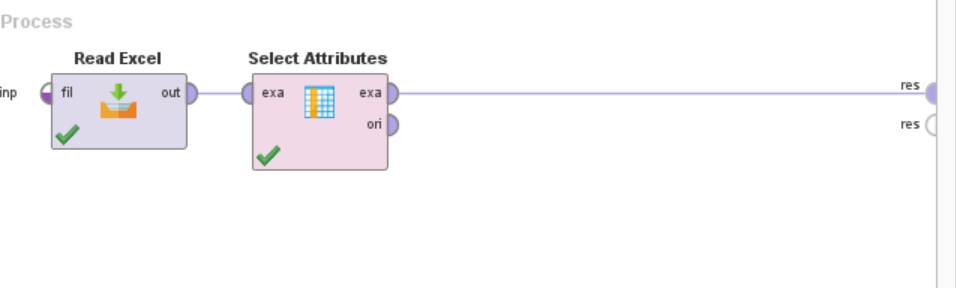 Process
Read Excel
Select Attributes
inp
fil
out
exa
exa
res
ori
res